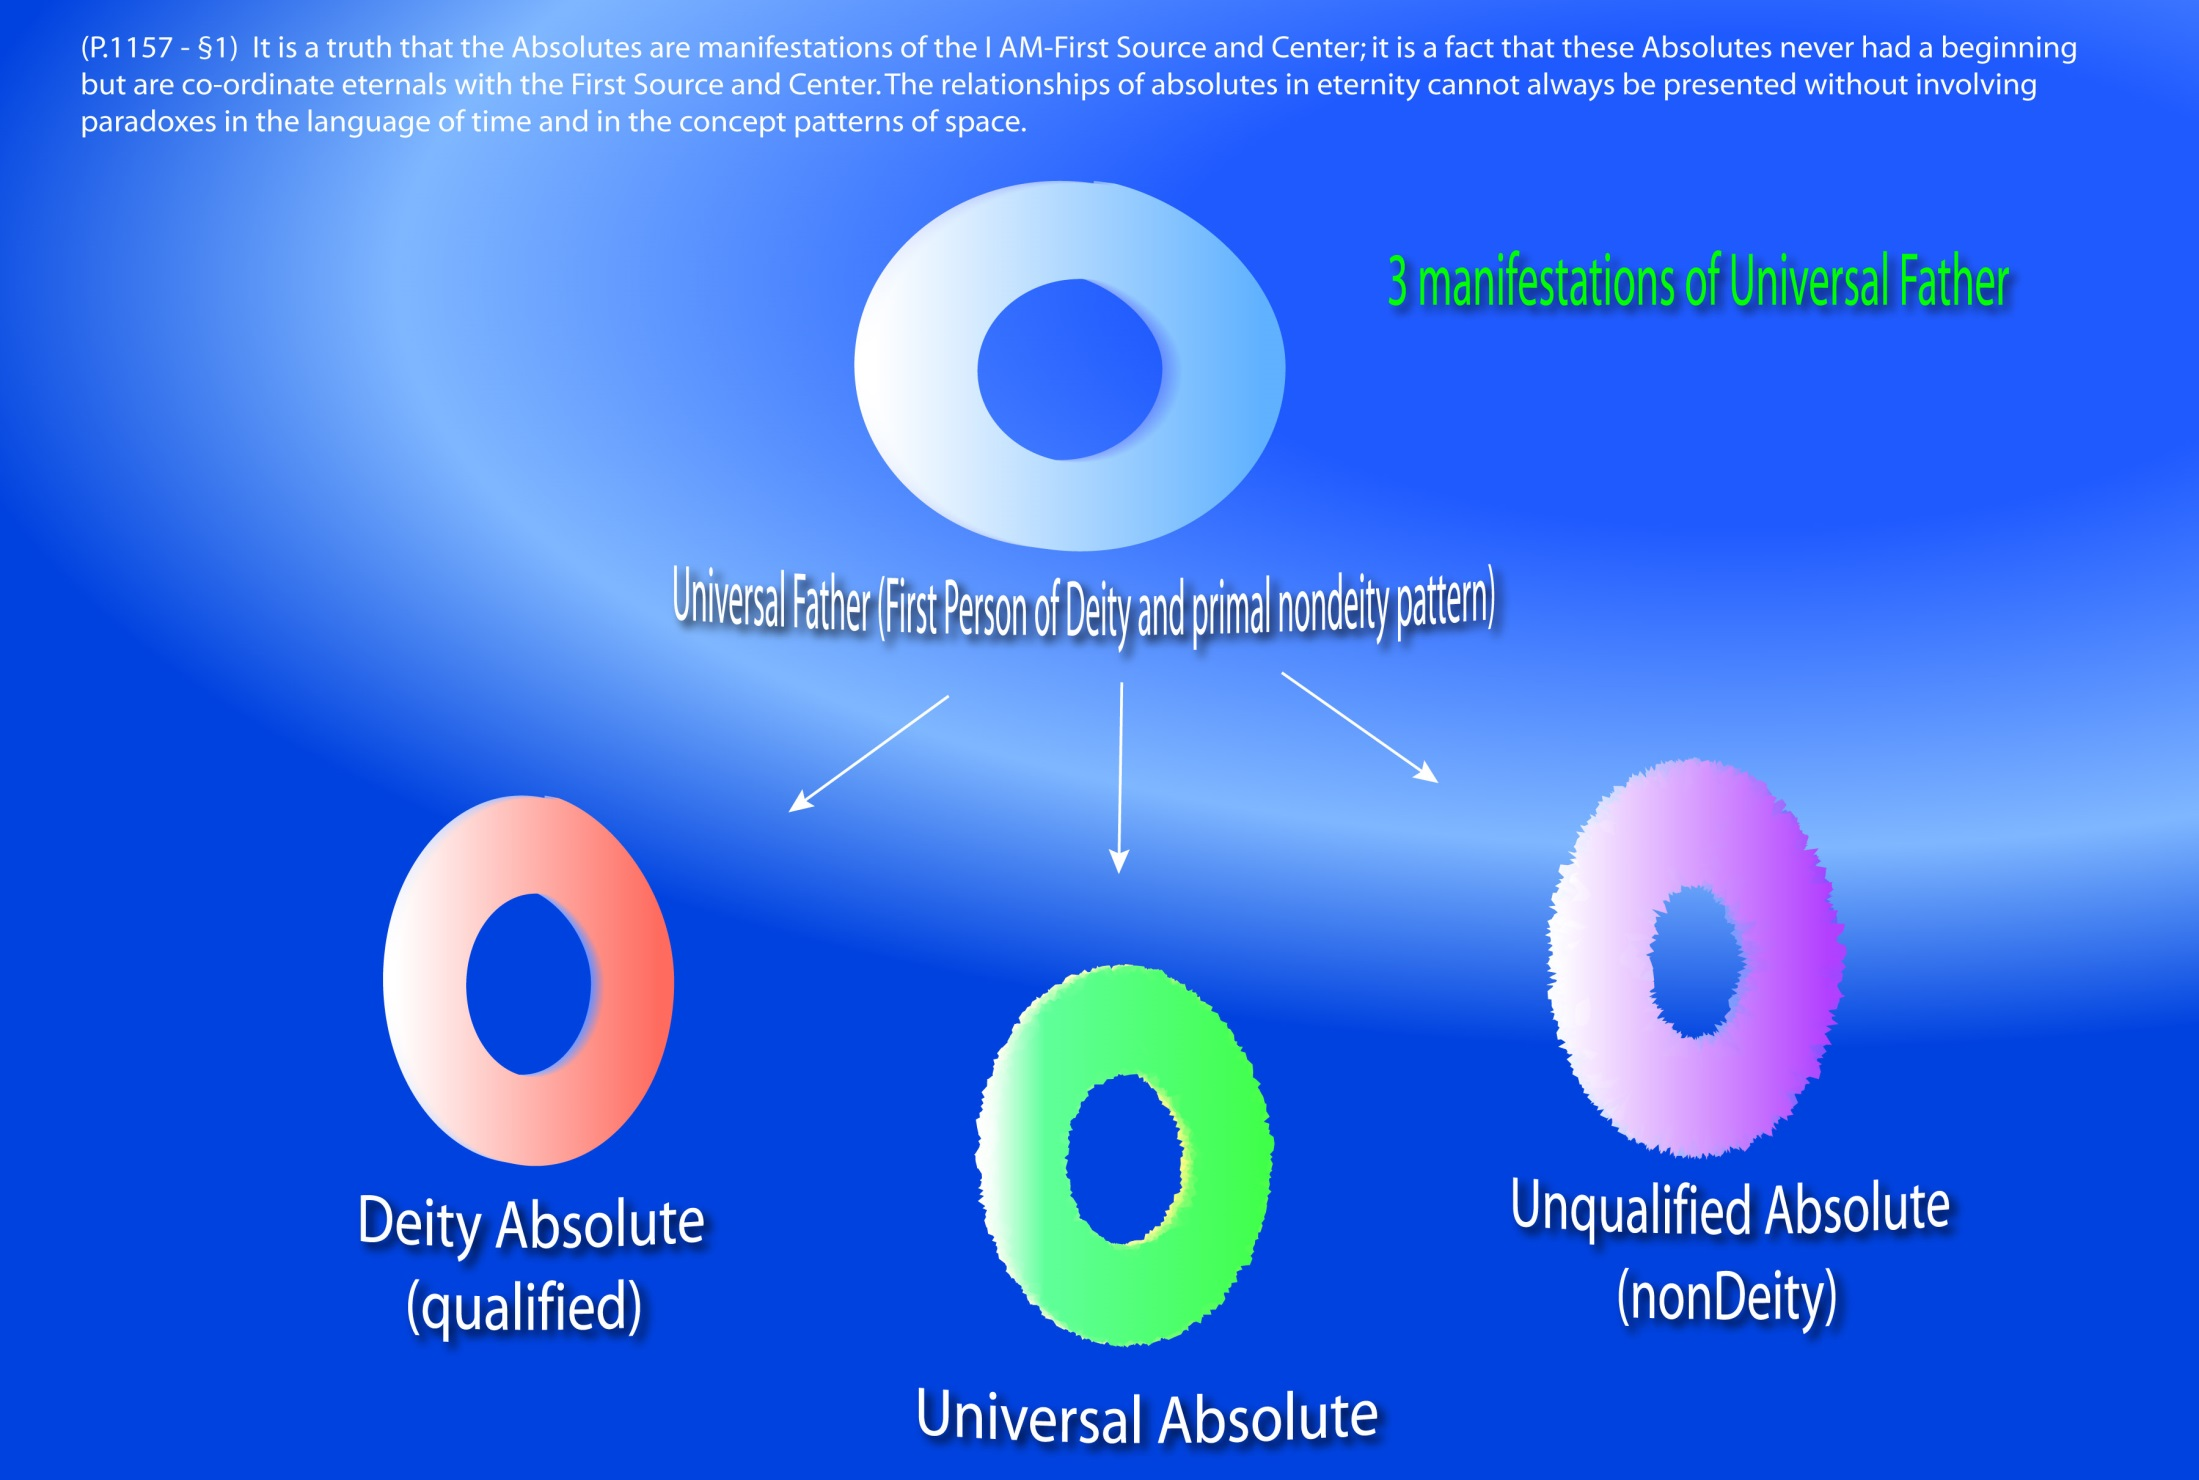 (P.1157 - §1)  It is a truth that the Absolutes are manifestations of the I AM-First Source and Center; it is a fact that these Absolutes never had a beginning
but are co-ordinate eternals with the First Source and Center. The relationships of absolutes in eternity cannot always be presented without involving
paradoxes in the language of time and in the concept patterns of space.
3 manifestations of Universal Father
Universal Father (First Person of Deity and primal nondeity pattern)
Deity Absolute
(qualified)
Universal Absolute
Unqualified Absolute
(nonDeity)